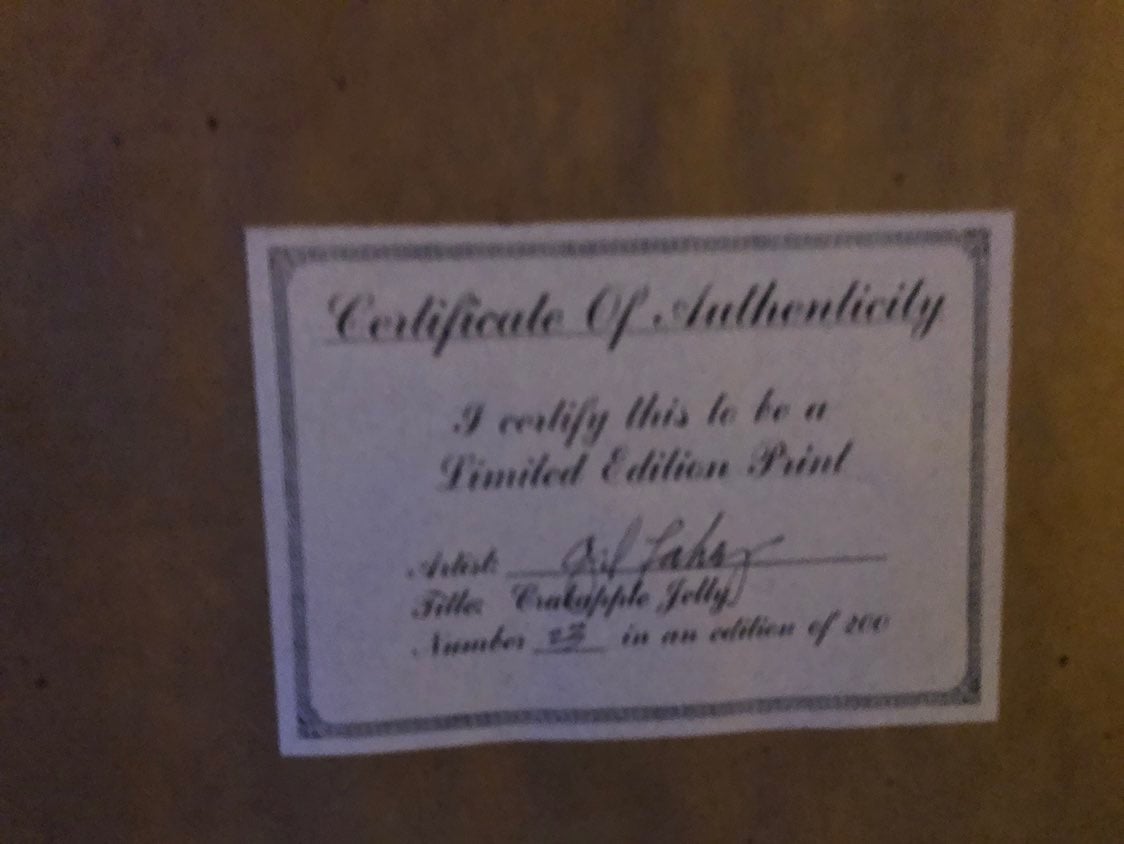 Certificate Of Authenticity
I certify this to be a
Limited Edition Print
Artist:
Title: Crabapple Jelly
Number 23 in an edition of 200